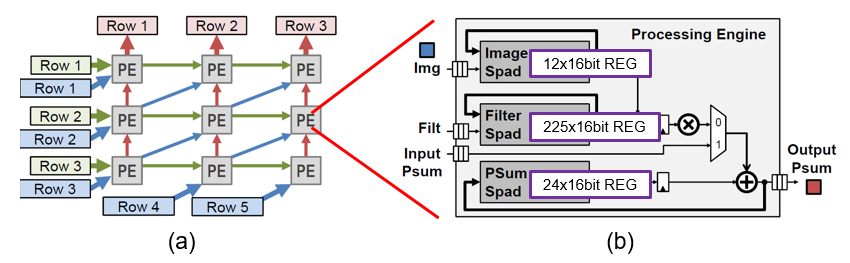 Row 1 Row 2 Row 3
Row 1 PE PE PE
Row 1
Row 2 PE PE PE
Row 2
Row 3 PE PE PE
Row 3
Row 4 Row 5
(a)
Processing Engine
Img
Image
Spad
12x16bit REG
Filt
Filter
Spad
225x16bit REG
0
1
Input
Psum
PSum
Spad
24x16bit REG
Output
Psum
(b)